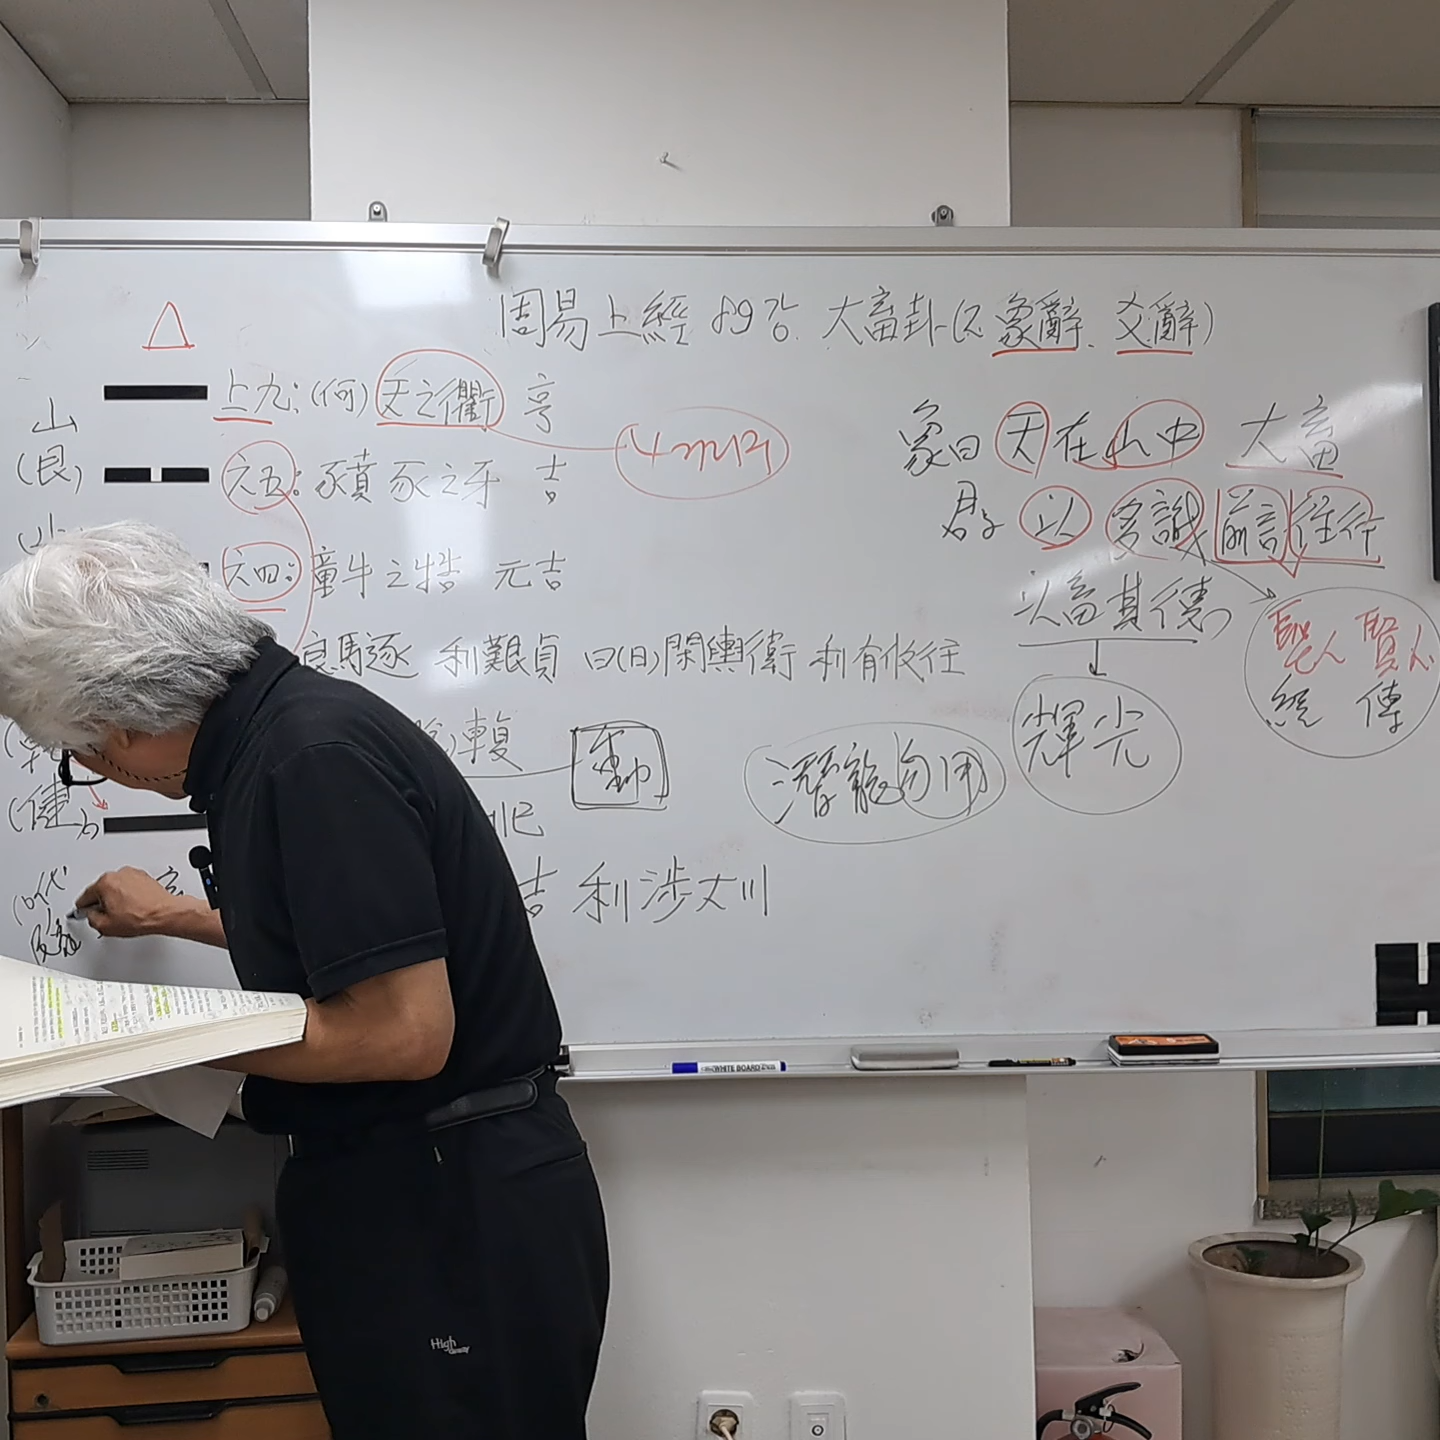 周易上經 89강 大畜卦(2. 象辭、爻辭)
上九:(何)天之衢 亨
山
(艮)
六五: 豶豕之牙 吉
六四: 童牛之牿 元吉
良馬逐 利艱貞 曰(日)閑輿衛 利有攸往
輹
已
(健)
吉 利涉大川
象曰 天在山中 大畜
君子 以 多識 前言 往行
以畜其德
聖人 賢人
經 傳
輝光
潛龍勿用
WHITE BOARD
High